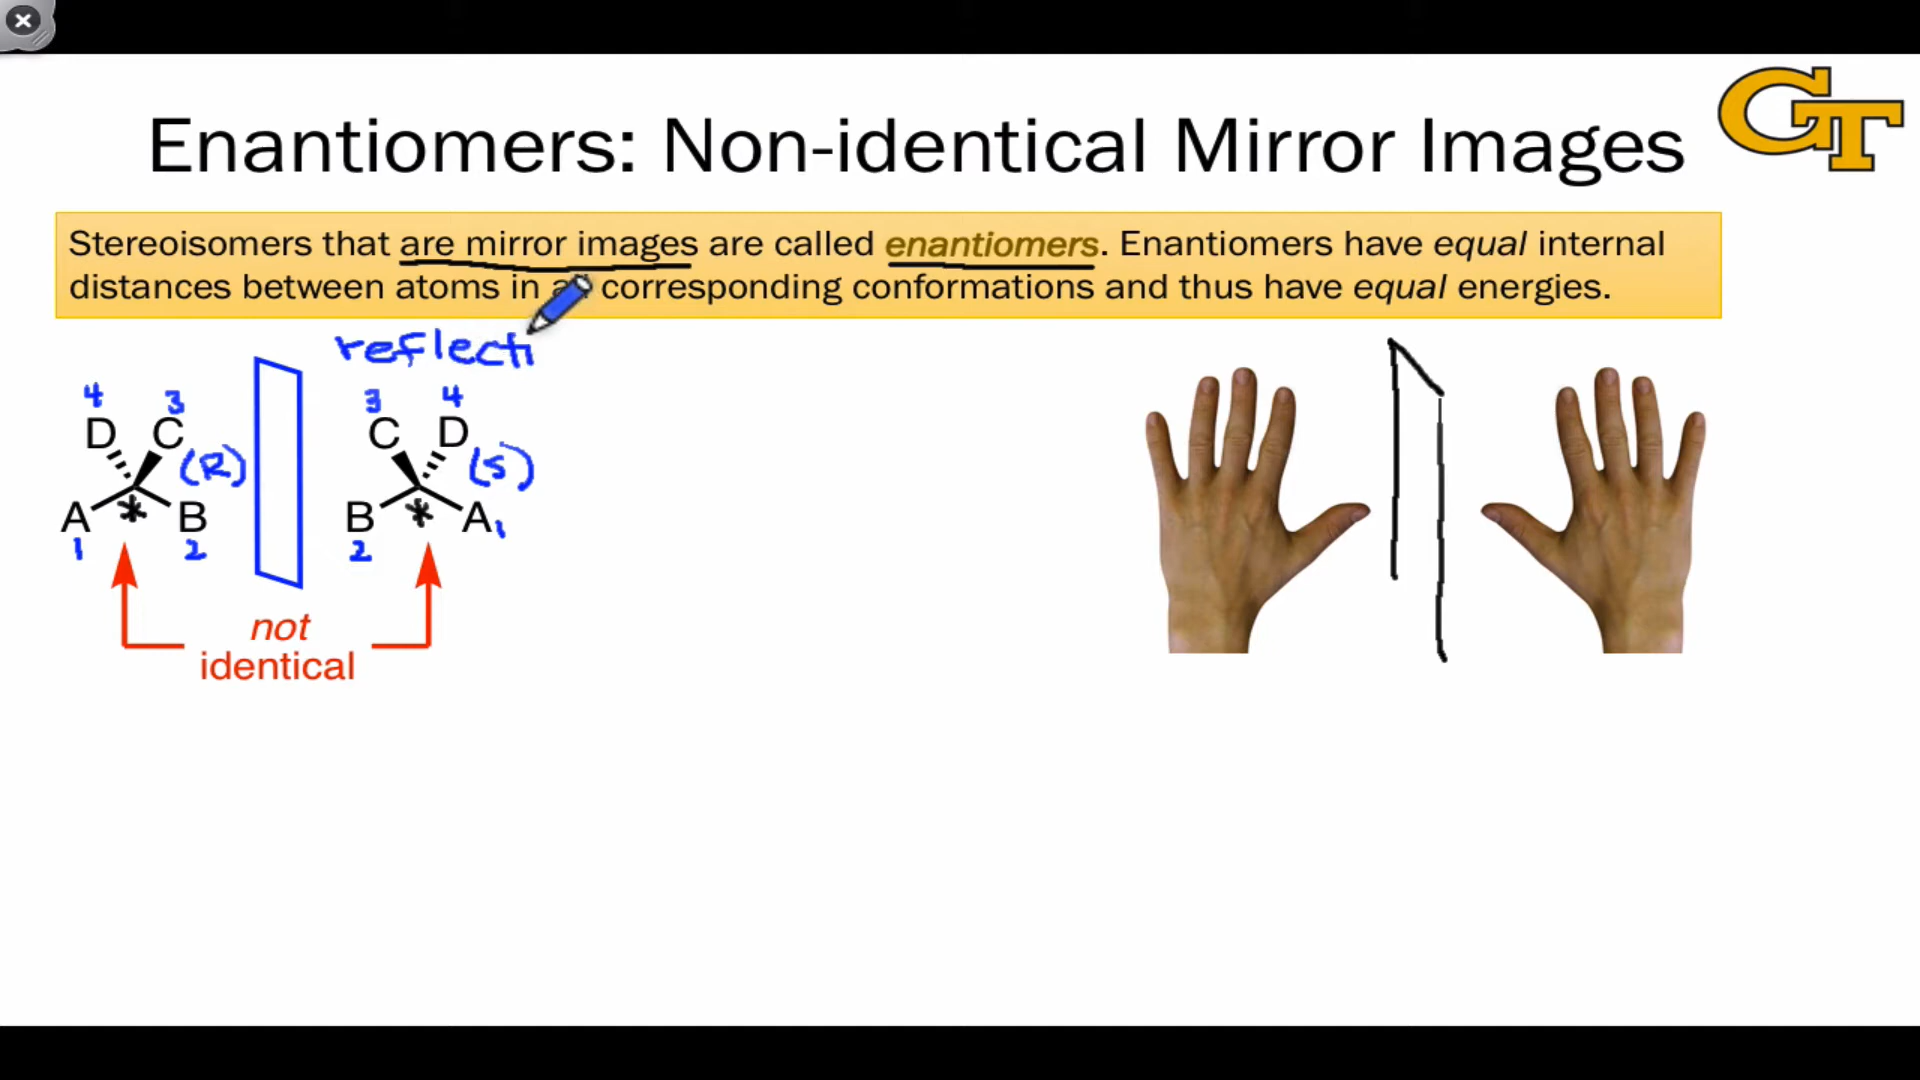 GT
Enantiomers: Non-identical Mirror Images
Stereoisomers that are mirror images are called enantiomers. Enantiomers have equal internal
distances between atoms in corresponding conformations and thus have equal energies.
reflecti
4 3
D C
(R)
A * B
1 2
3 4
C D
(S)
B * A
2 1
not
identical